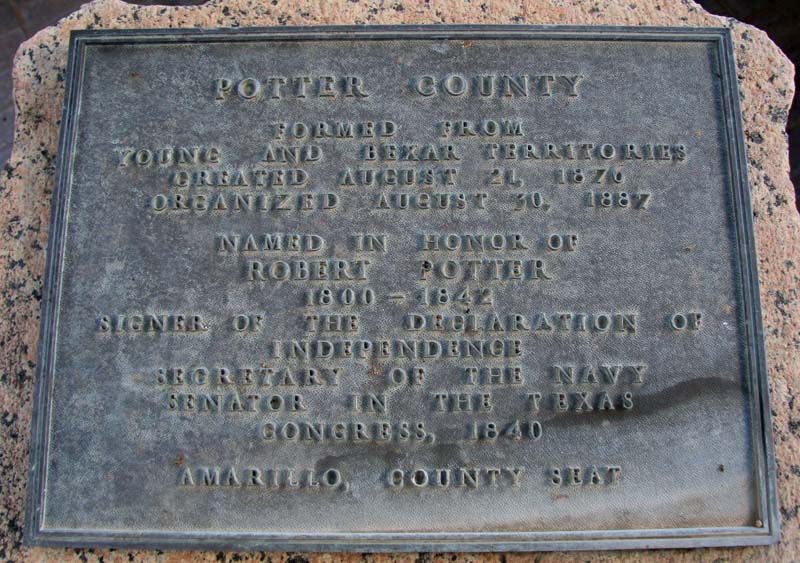 POTTER COUNTY
FORMED FROM
YOUNG AND BEXAR TERRITORIES
CREATED AUGUST 21, 1876
ORGANIZED AUGUST 30, 1887
NAMED IN HONOR OF
ROBERT POTTER
1800 – 1842
SIGNER OF THE DECLARATION OF
INDEPENDENCE
SECRETARY OF THE NAVY
SENATOR IN THE TEXAS
CONGRESS, 1840
AMARILLO, COUNTY SEAT